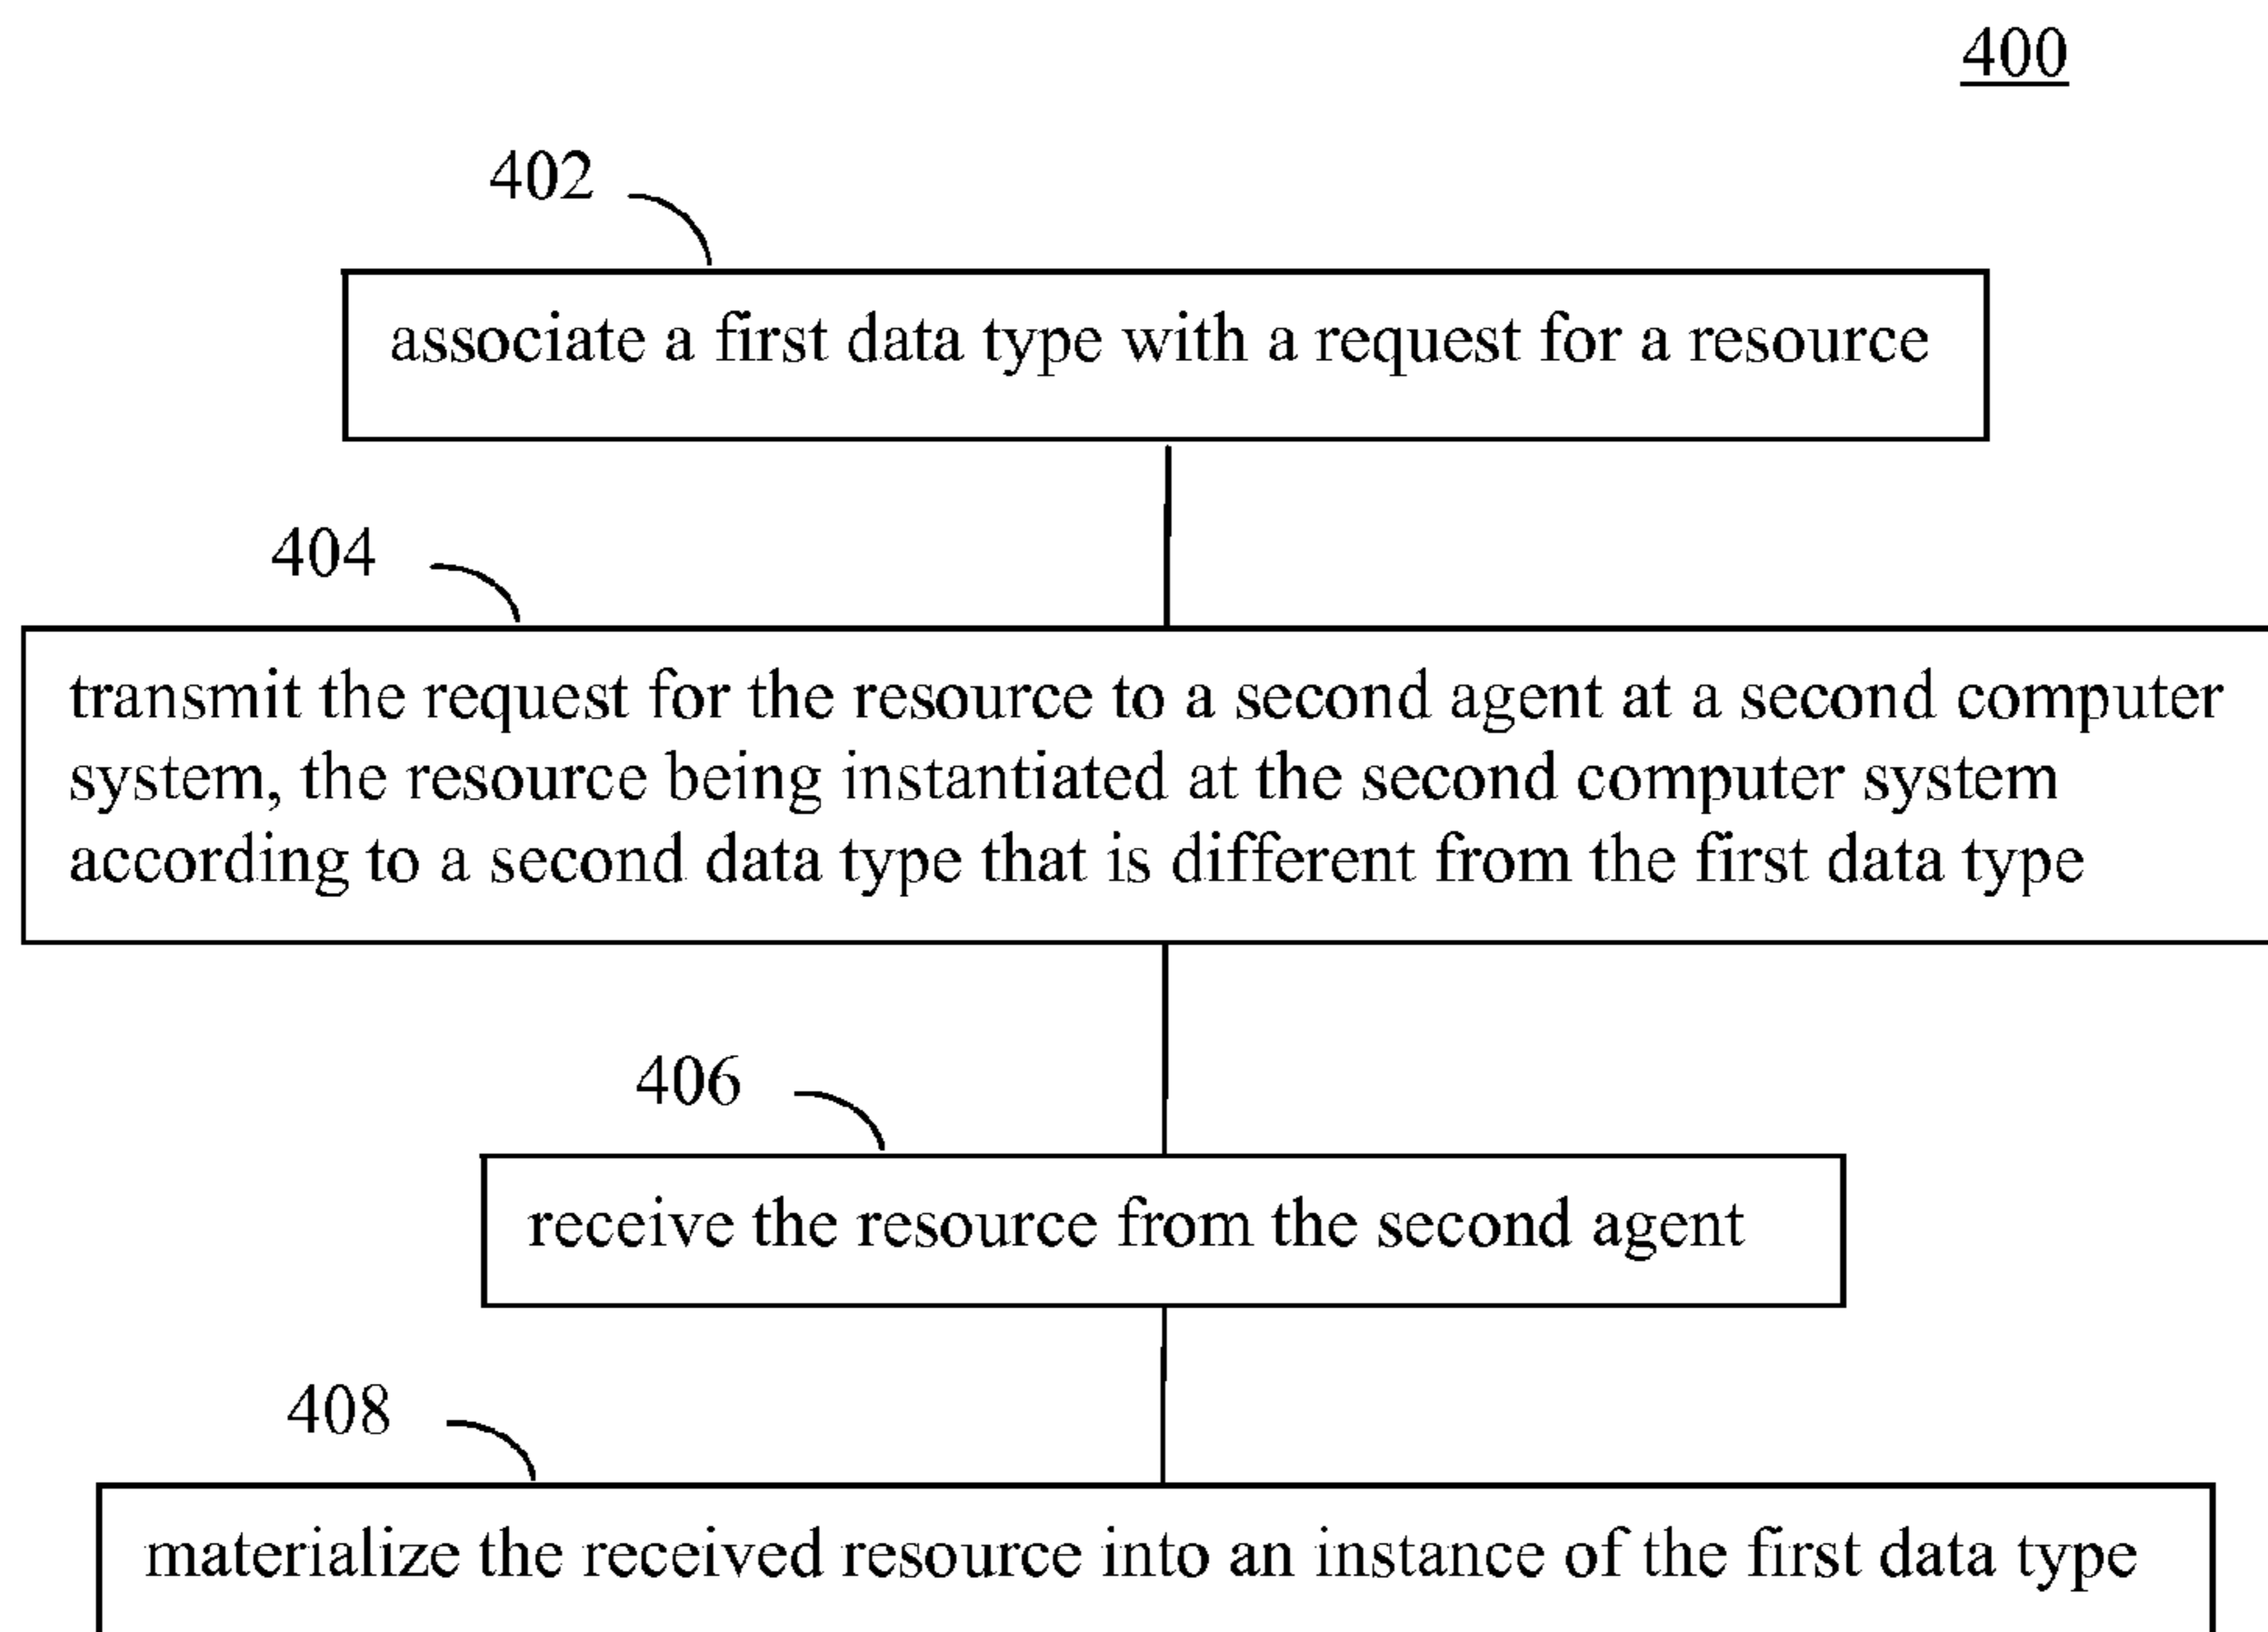 400
402
associate a first data type with a request for a resource
404
transmit the request for the resource to a second agent at a second computer
system, the resource being instantiated at the second computer system
according to a second data type that is different from the first data type
406
receive the resource from the second agent
408
materialize the received resource into an instance of the first data type